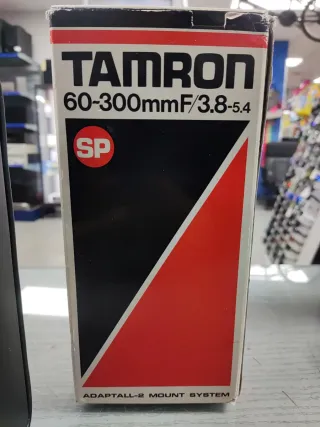 TAMRON
60~300mmF/3.8-5.4
SP
ADAPTALL-2 MOUNT SYSTEM